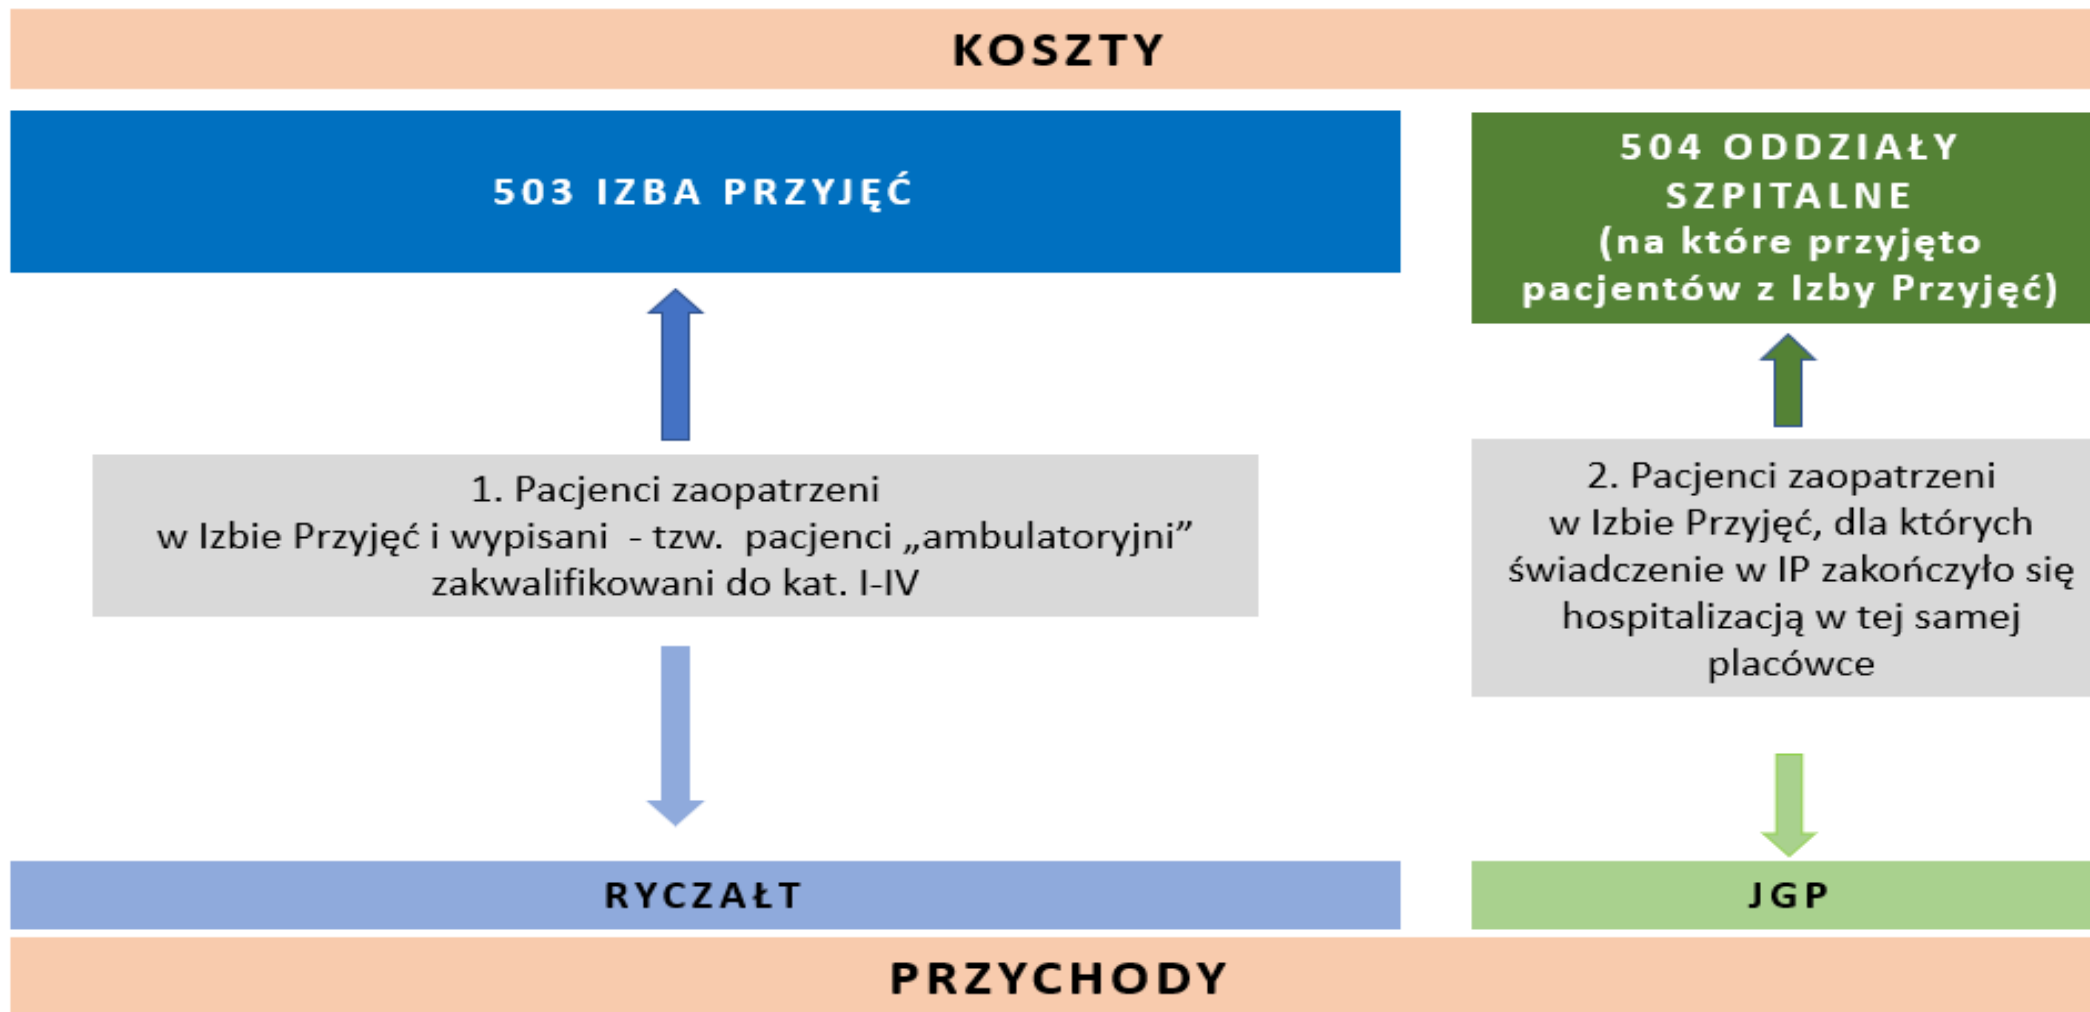 KOSZTY
503 IZBA PRZYJĘĆ
504 ODDZIAŁY
SZPITALNE
(na które przyjęto
pacjentów z Izby Przyjęć)
1. Pacjenci zaopatrzeni
w Izbie Przyjęć i wypisani - tzw. pacjenci „ambulatoryjni”
zakwalifikowani do kat. I-IV
2. Pacjenci zaopatrzeni
w Izbie Przyjęć, dla których
świadczenie w IP zakończyło się
hospitalizacją w tej samej
placówce
RYCZAŁT
JGP
PRZYCHODY